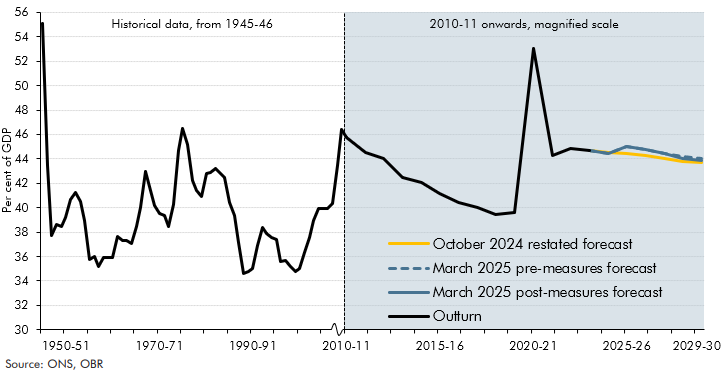 56
54
52
50
48
46
44
42
40
38
36
34
32
30
Per cent of GDP
Historical data, from 1945-46
2010-11 onwards, magnified scale
October 2024 restated forecast
March 2025 pre-measures forecast
March 2025 post-measures forecast
Outturn
1950-51 1970-71 1990-91 2010-11 2015-16 2020-21 2025-26 2029-30
Source: ONS, OBR